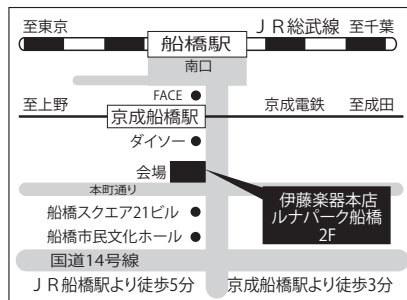 至東京
船橋駅
ＪＲ総武線
至千葉
南口
FACE
至上野
京成船橋駅
京成電鉄
至成田
ダイソー
会場
本町通り
伊藤楽器本店
ルナパーク船橋
2F
船橋スクエア21ビル
船橋市民文化ホール
国道14号線
ＪＲ船橋駅より徒歩5分
京成船橋駅より徒歩3分